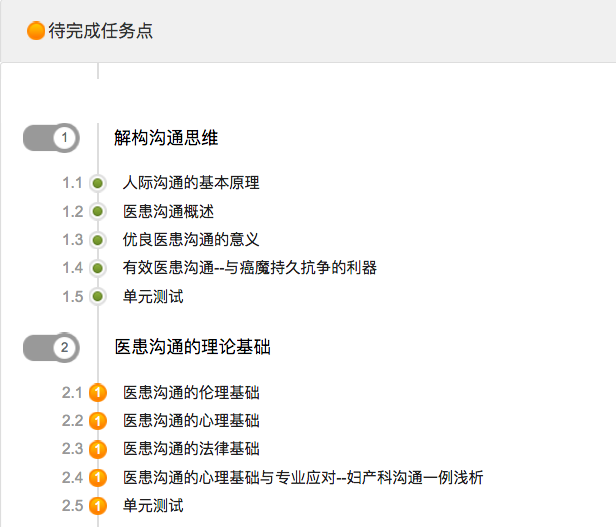 待完成任务点
1 解构沟通思维
1.1 人际沟通的基本原理
1.2 医患沟通概述
1.3 优良医患沟通的意义
1.4 有效医患沟通--与癌魔持久抗争的利器
1.5 单元测试
2 医患沟通的理论基础
2.1 1 医患沟通的伦理基础
2.2 1 医患沟通的心理基础
2.3 1 医患沟通的法律基础
2.4 1 医患沟通的心理基础与专业应对--妇产科沟通一例浅析
2.5 1 单元测试